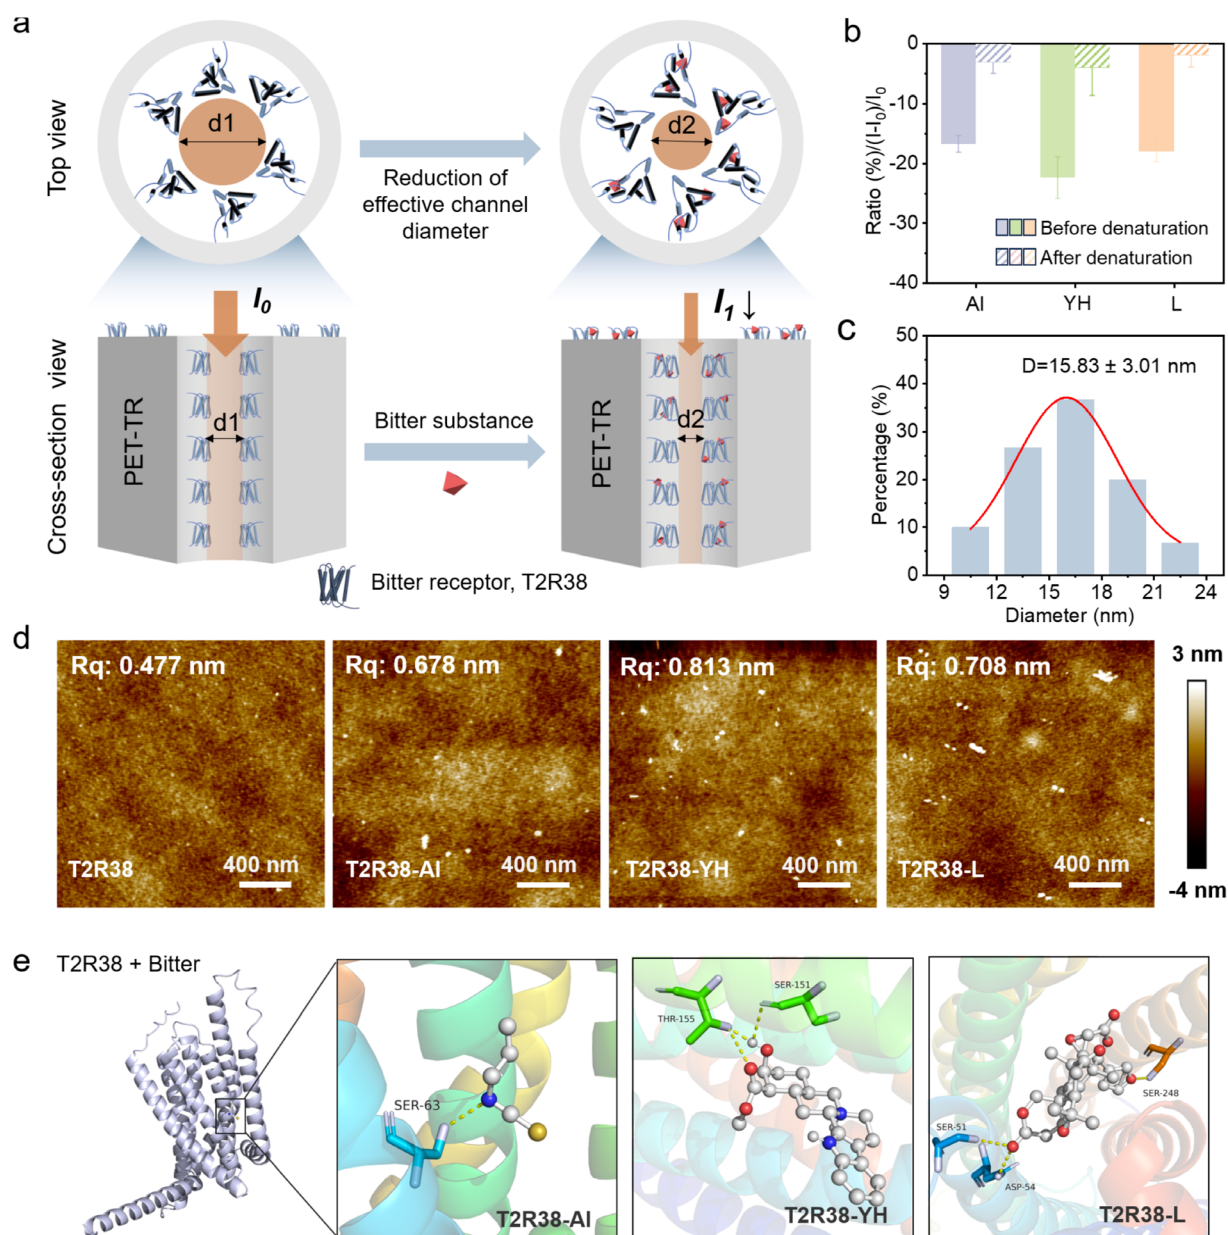 a
Top view
d1
Reduction of
effective channel
diameter
d2
I0
I1 ↓
Cross-section view
PET-TR
d1
Bitter substance
PET-TR
d2
Bitter receptor, T2R38
b
Ratio (%)/(I-I0)/I0
0
-10
-20
-30
-40
Before denaturation
After denaturation
AI
YH
L
c
Percentage (%)
50
40
30
20
10
0
D=15.83 ± 3.01 nm
9
12
15
18
21
24
Diameter (nm)
d
Rq: 0.477 nm
T2R38
400 nm
Rq: 0.678 nm
T2R38-AI
400 nm
Rq: 0.813 nm
T2R38-YH
400 nm
Rq: 0.708 nm
T2R38-L
400 nm
3 nm
-4 nm
e
T2R38 + Bitter
SER-63
T2R38-AI
SER-151
THR-155
T2R38-YH
SER-248
SER-51
ASP-54
T2R38-L